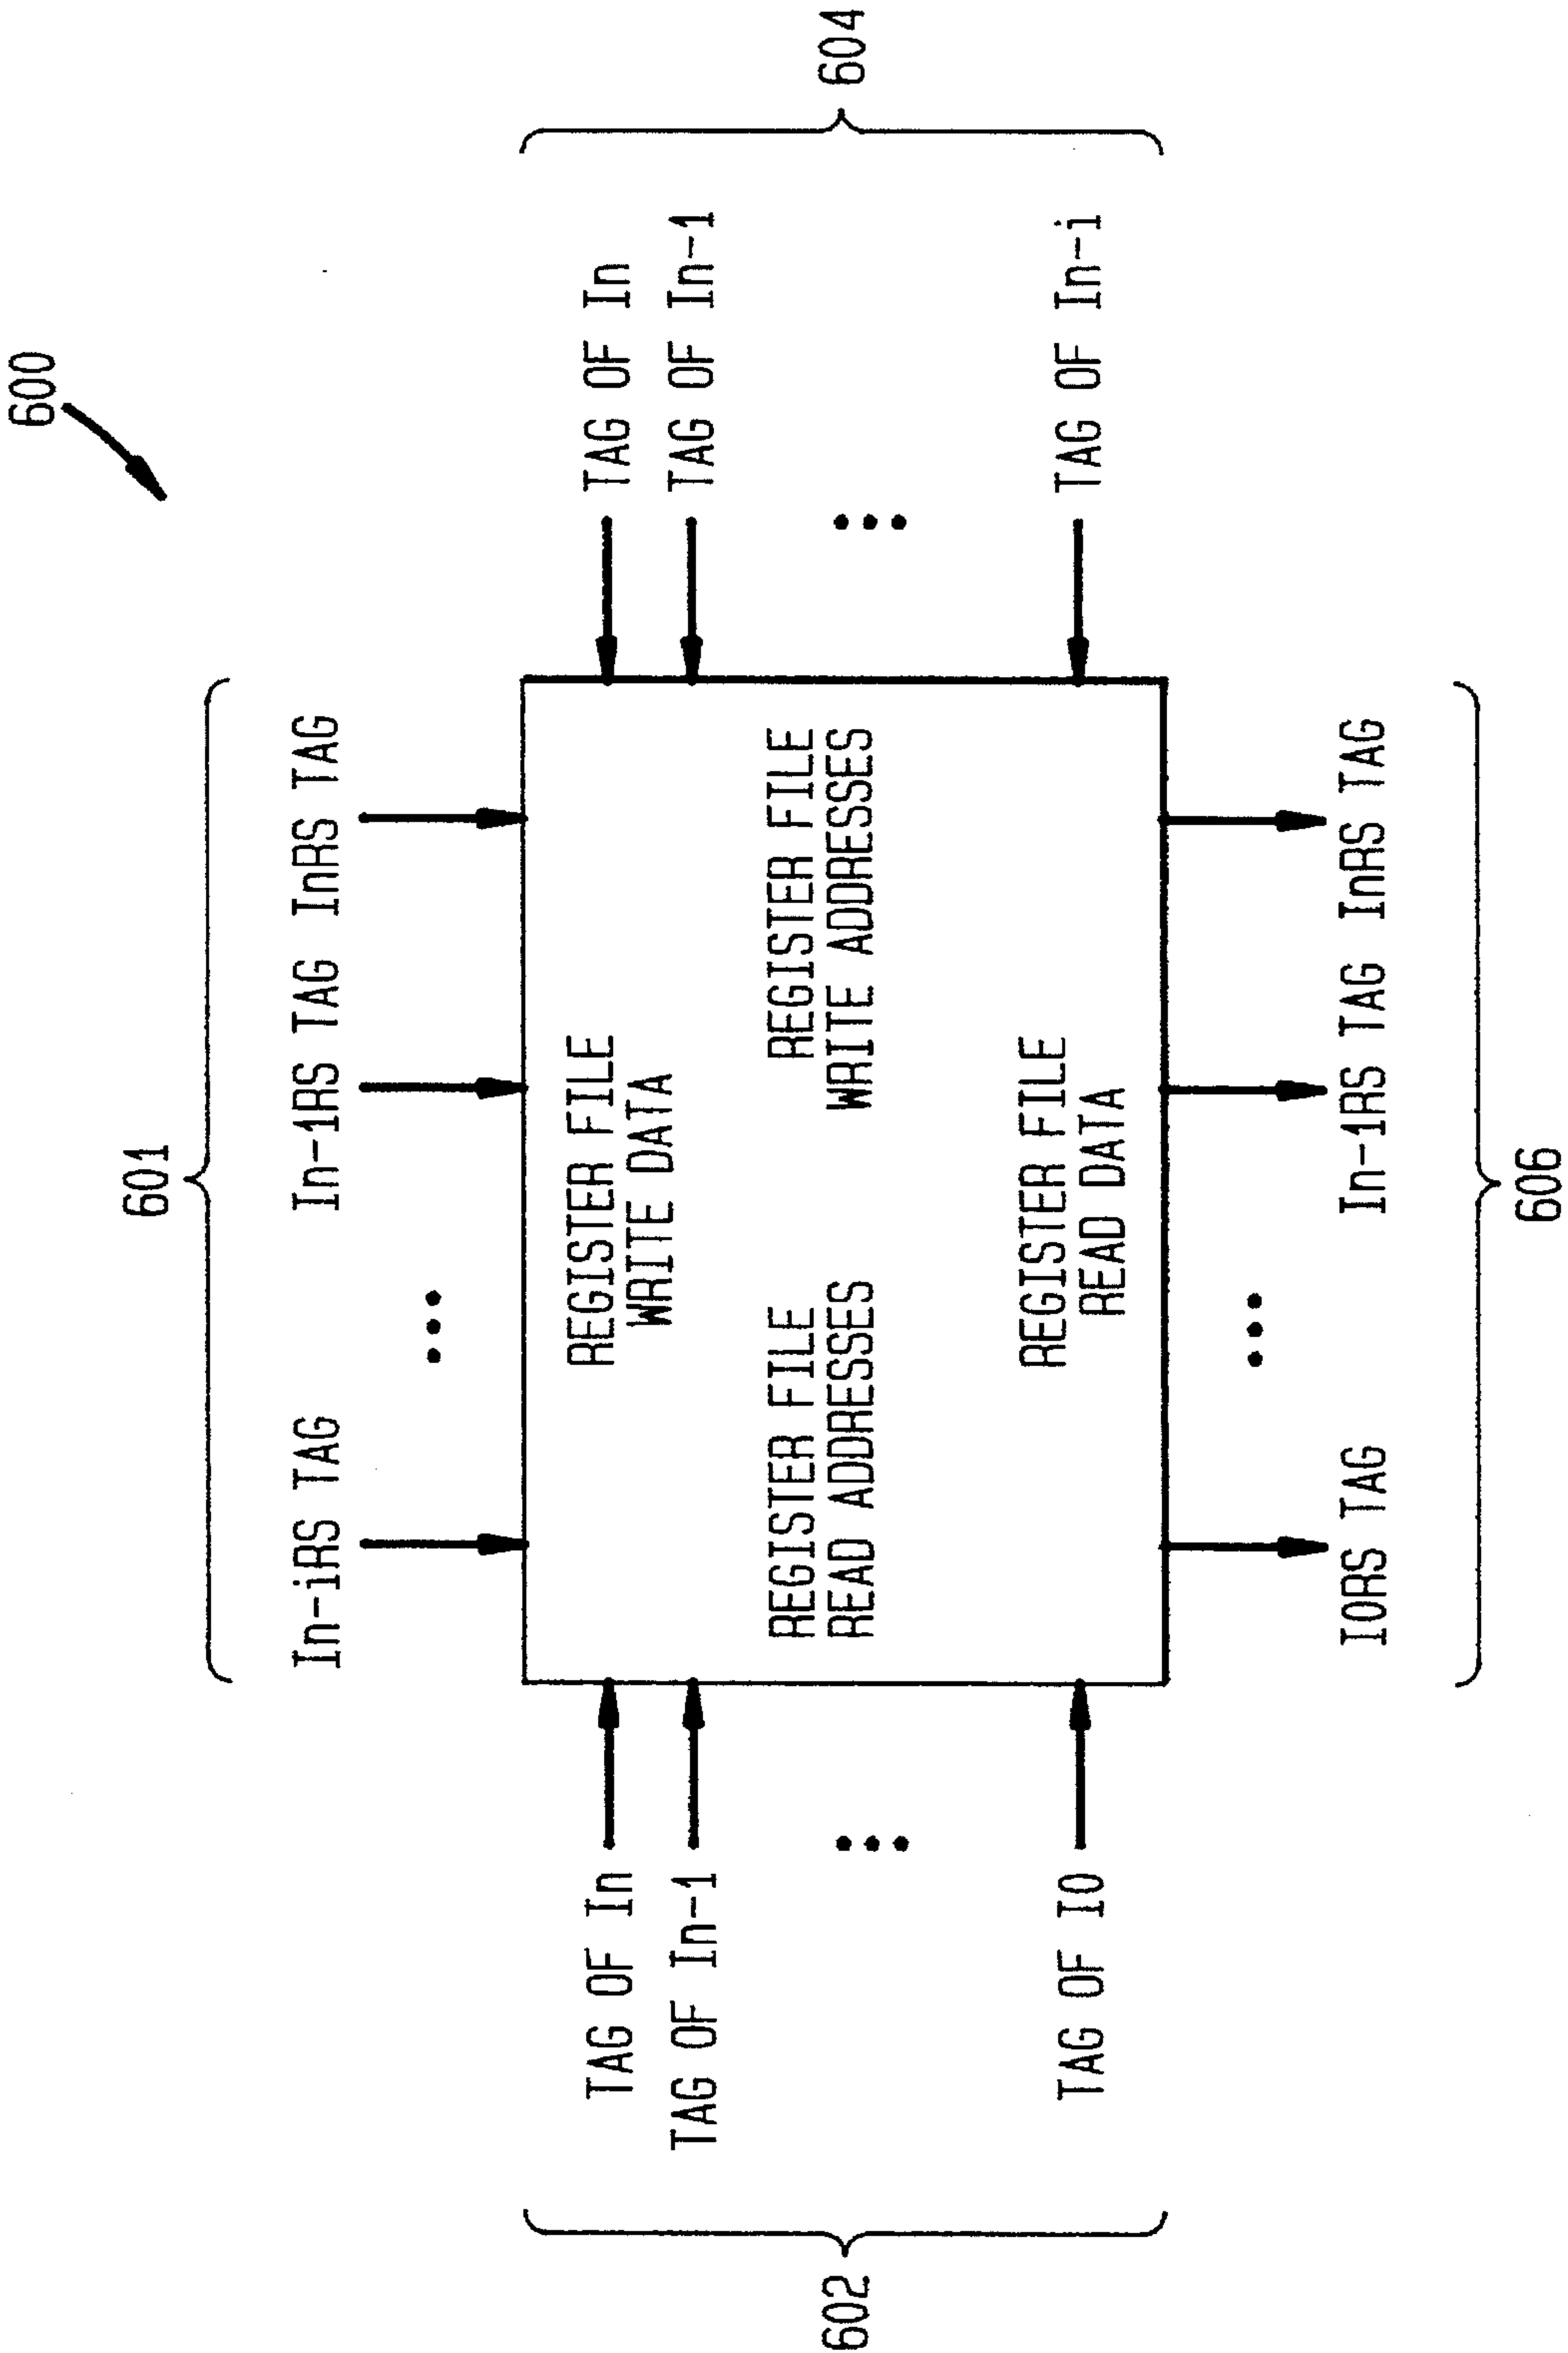 600
601
In-iRS TAG ••• In-1RS TAG InRS TAG
REGISTER FILE
WRITE DATA
TAG OF In
TAG OF In-1
•••
TAG OF I0
602
REGISTER FILE
READ ADDRESSES
REGISTER FILE
WRITE ADDRESSES
TAG OF In
TAG OF In-1
•••
TAG OF In-i
604
REGISTER FILE
READ DATA
I0RS TAG ••• In-1RS TAG InRS TAG
606